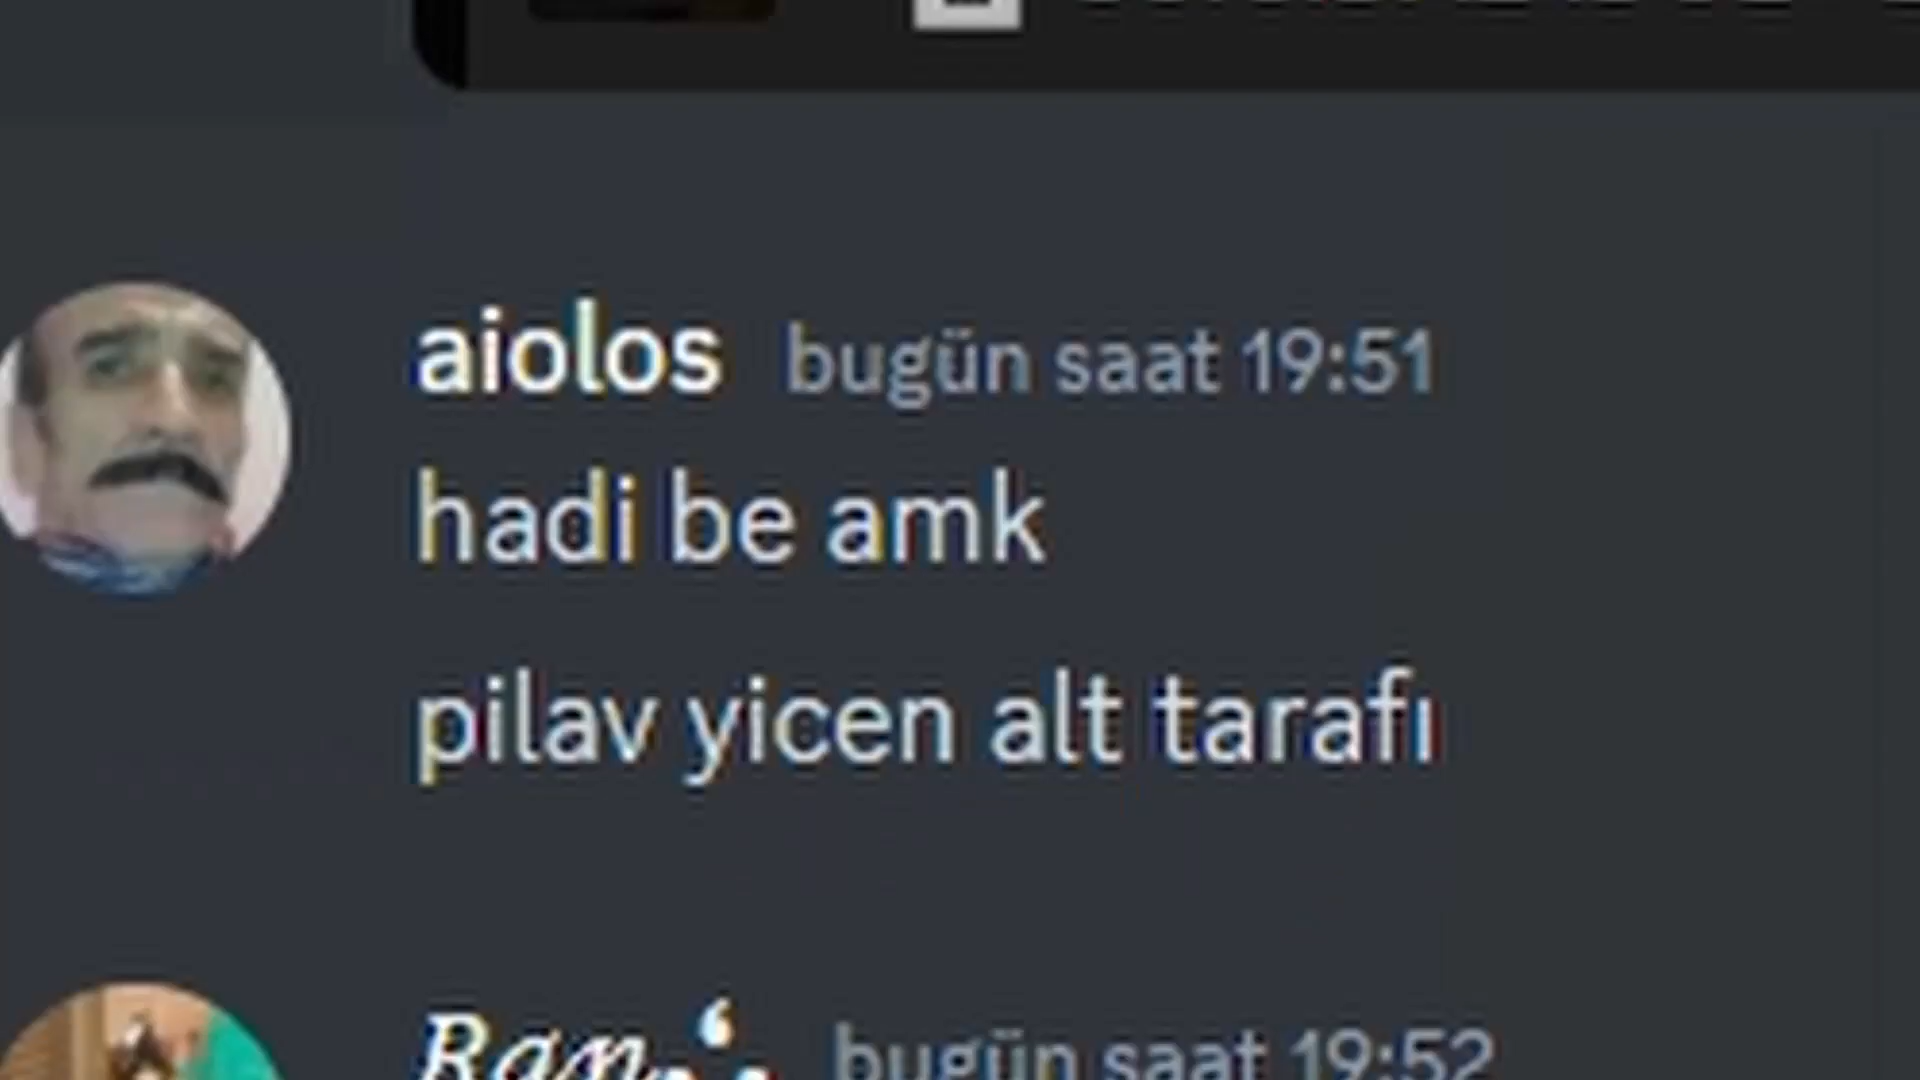 aiolos bugün saat 19:51
hadi be amk
pilav yicen alt tarafı
bugün saat 19:52